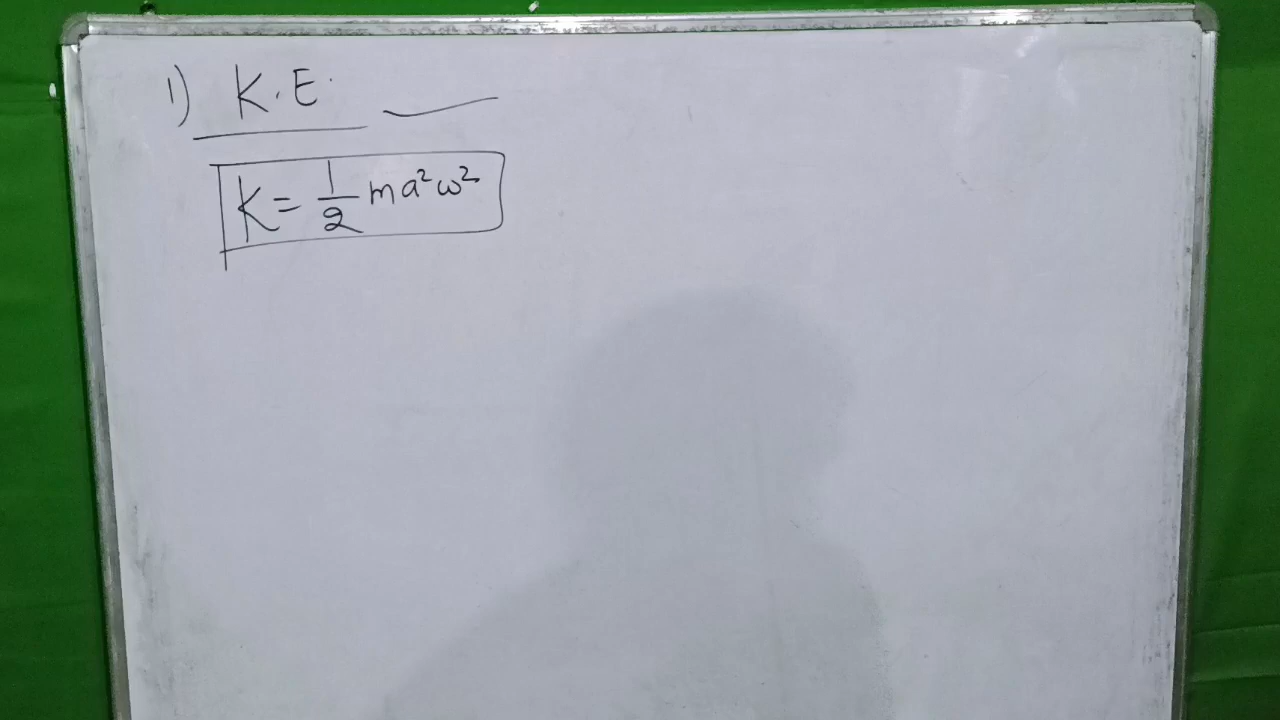 1) K.E.
K = 1/2 ma²ω²